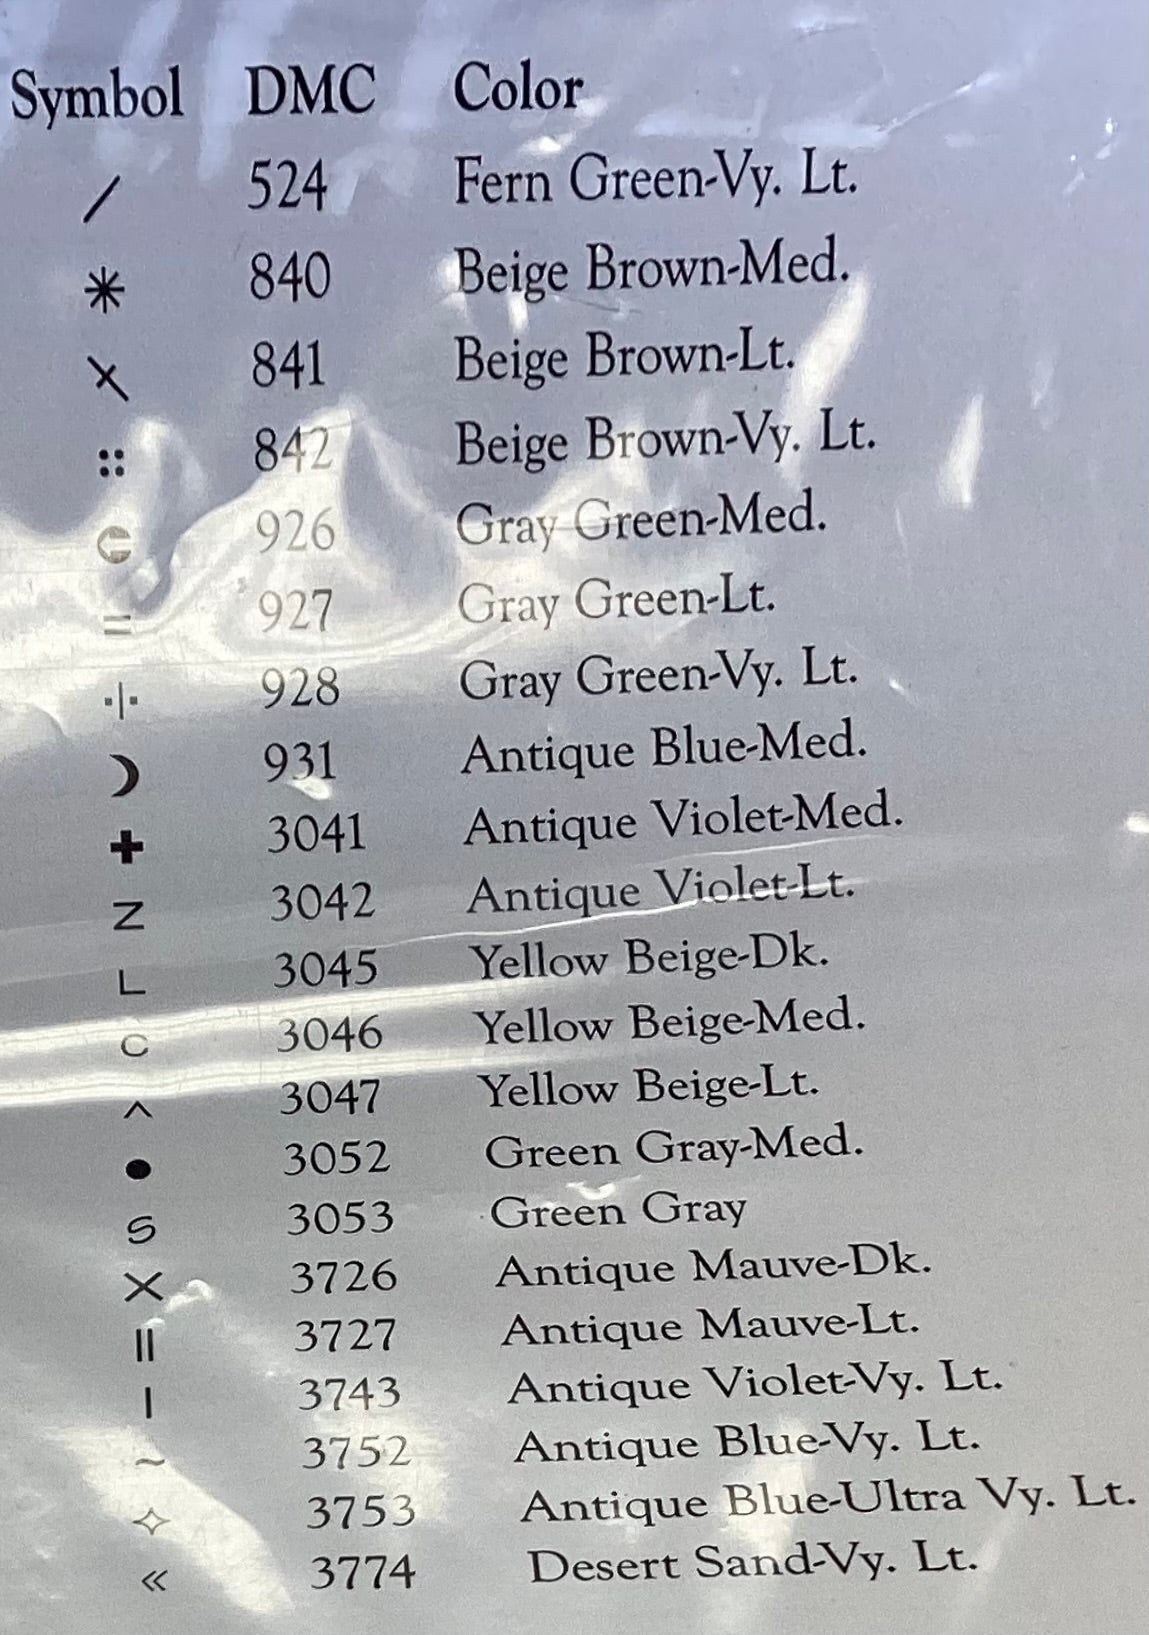 Symbol DMC Color
/ 524 Fern Green-Vy. Lt.
✳ 840 Beige Brown-Med.
⵪ 841 Beige Brown-Lt.
∷ 842 Beige Brown-Vy. Lt.
926 Gray Green-Med.
= 927 Gray Green-Lt.
·|· 928 Gray Green-Vy. Lt.
☽ 931 Antique Blue-Med.
✚ 3041 Antique Violet-Med.
Z 3042 Antique Violet-Lt.
L 3045 Yellow Beige-Dk.
C 3046 Yellow Beige-Med.
^ 3047 Yellow Beige-Lt.
● 3052 Green Gray-Med.
S 3053 Green Gray
X 3726 Antique Mauve-Dk.
|| 3727 Antique Mauve-Lt.
| 3743 Antique Violet-Vy. Lt.
~ 3752 Antique Blue-Vy. Lt.
✧ 3753 Antique Blue-Ultra Vy. Lt.
« 3774 Desert Sand-Vy. Lt.